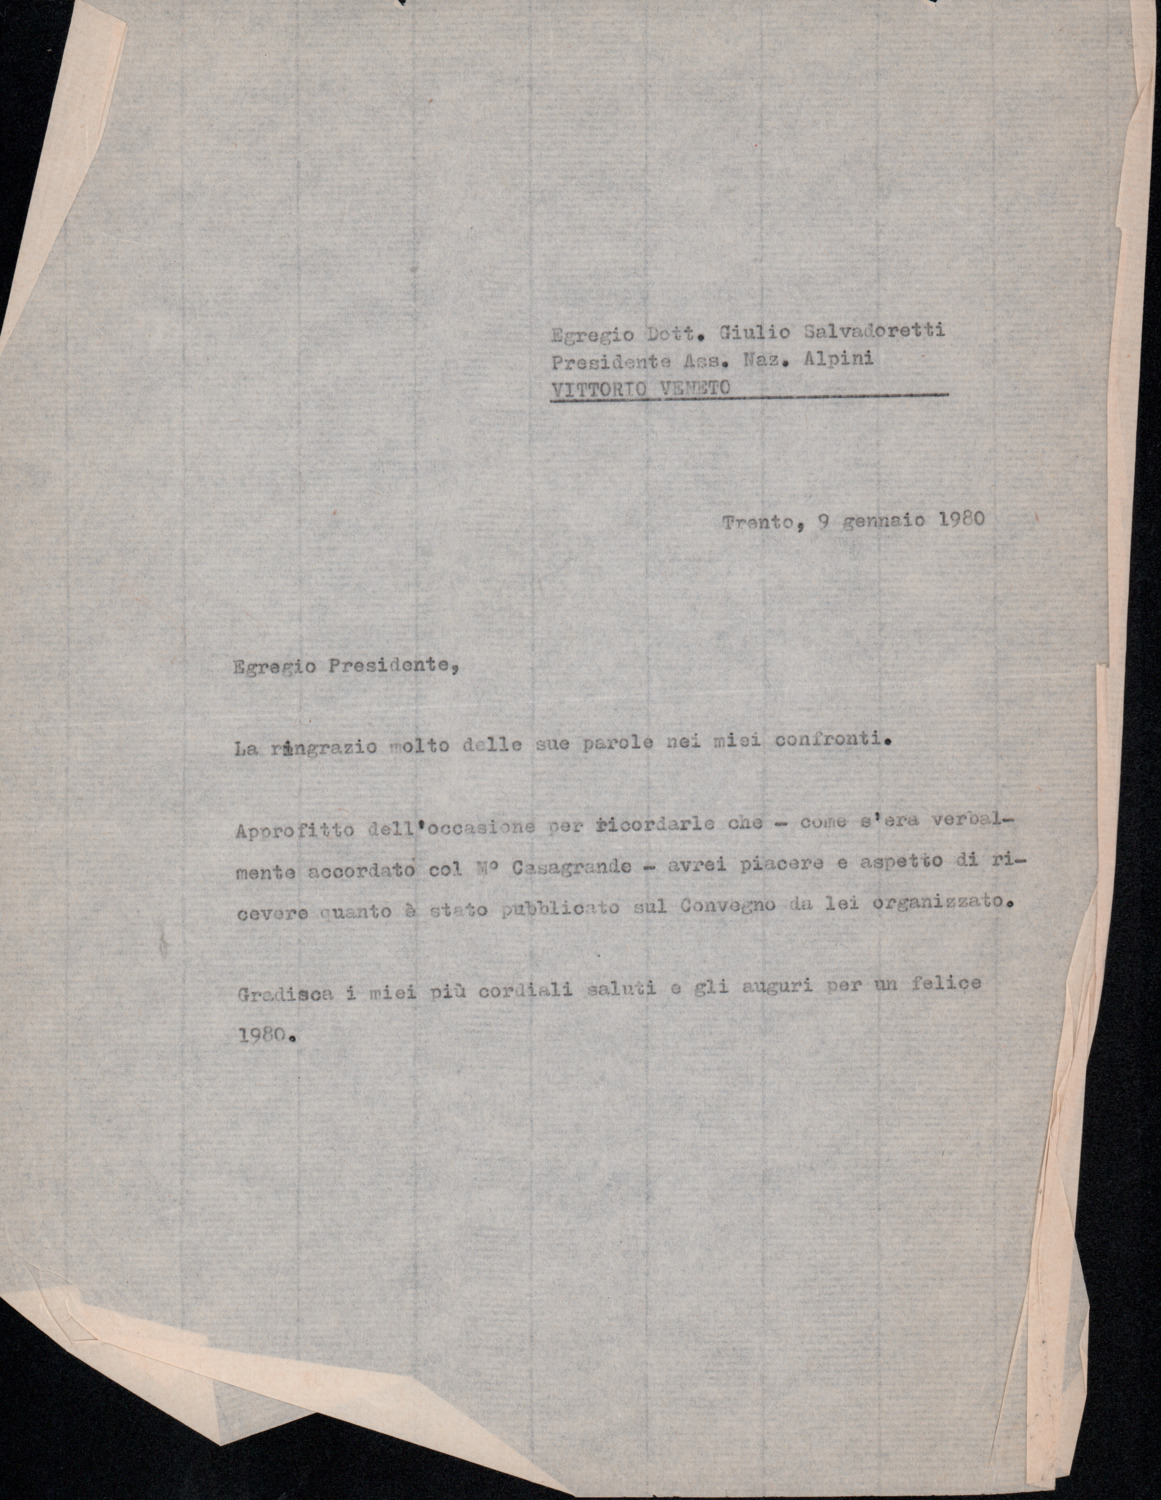 Egregio Dott. Giulio Salvadoretti
Presidente Ass. Naz. Alpini
VITTORIO VENETO
Trento, 9 gennaio 1980
Egregio Presidente,
La ringrazio molto delle sue parole nei miei confronti.
Approfitto dell'occasione per ricordarle che - come s'era verbal-
mente accordato col M° Casagrande - avrei piacere e aspetto di ri-
cevere quanto è stato pubblicato sul Convegno da lei organizzato.
Gradisca i miei più cordiali saluti e gli auguri per un felice
1980.